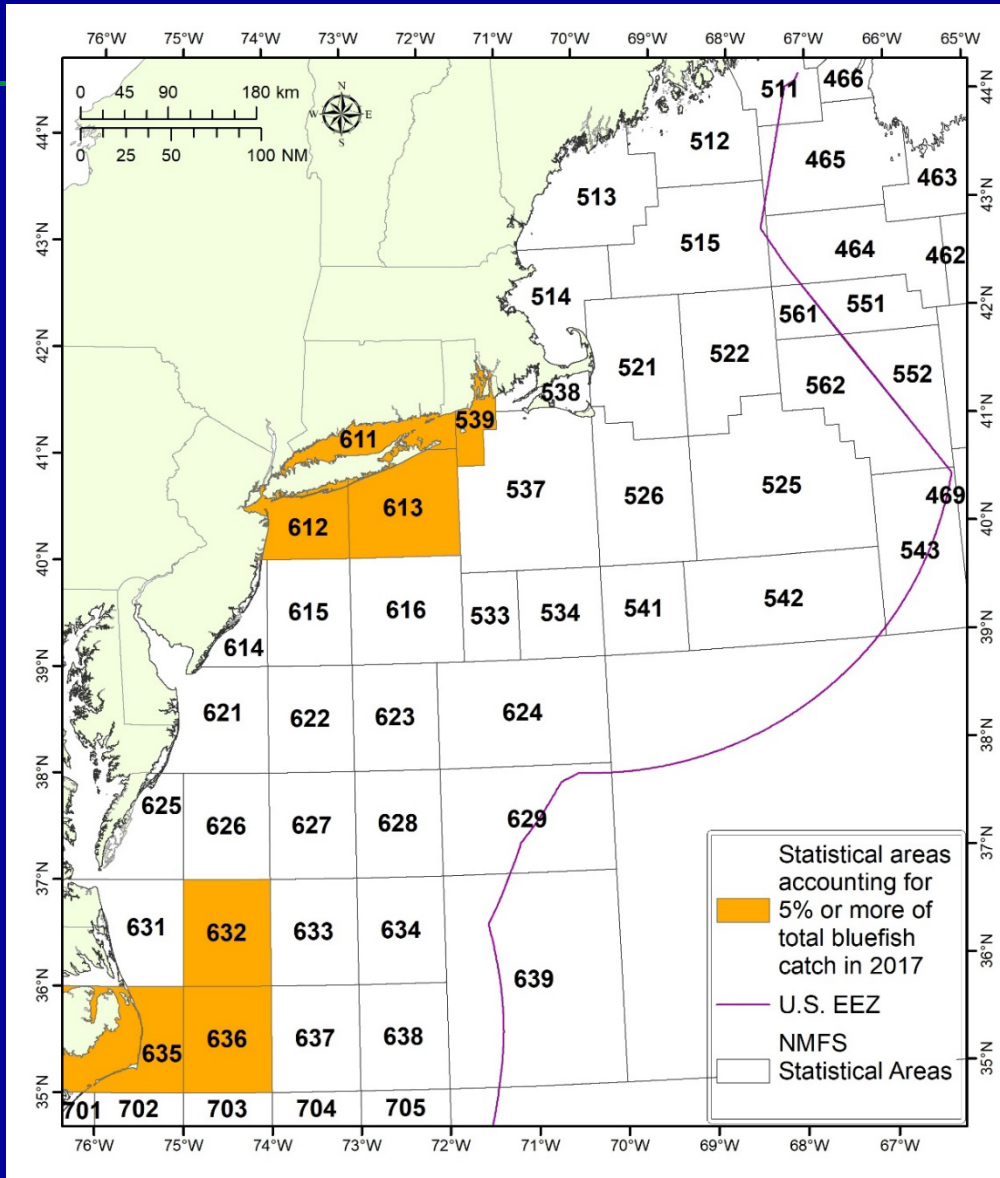 76°W 75°W 74°W 73°W 72°W 71°W 70°W 69°W 68°W 67°W 66°W 65°W
0 45 90 180 km
0 25 50 100 NM
N
W E
S
44°N
43°N
42°N
41°N
40°N
39°N
38°N
37°N
36°N
35°N
44°N
43°N
42°N
41°N
40°N
39°N
38°N
37°N
36°N
35°N
511 466
512
465
463
513
515
464 462
514
561 551
521 522
552
562
538
539
611
537 526 525
469
613
612
543
615 616 533 534 541 542
614
621 622 623 624
625
626 627 628 629
631 632 633 634
639
635 636 637 638
701 702 703 704 705
Statistical areas
accounting for
5% or more of
total bluefish
catch in 2017
U.S. EEZ
NMFS
Statistical Areas
76°W 75°W 74°W 73°W 72°W 71°W 70°W 69°W 68°W 67°W